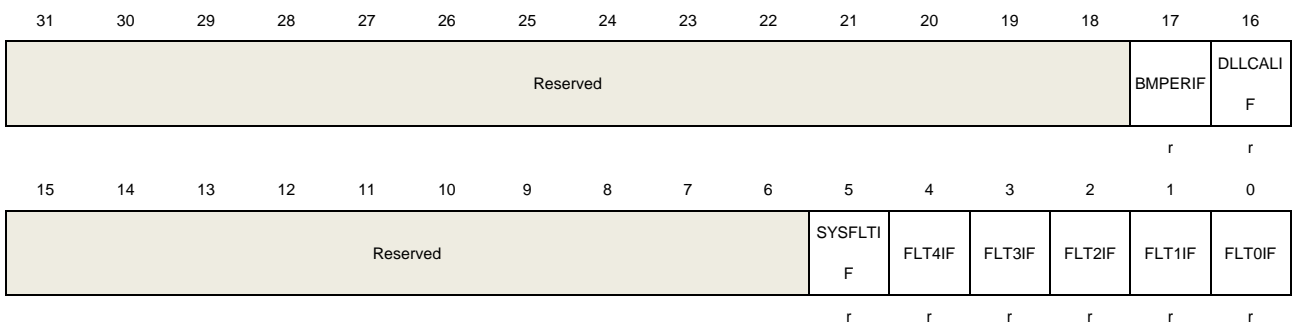 31 30 29 28 27 26 25 24 23 22 21 20 19 18 17 16
Reserved BMPERIF DLLCALI
F
r r
15 14 13 12 11 10 9 8 7 6 5 4 3 2 1 0
Reserved SYSFLTI
F FLT4IF FLT3IF FLT2IF FLT1IF FLT0IF
r r r r r r